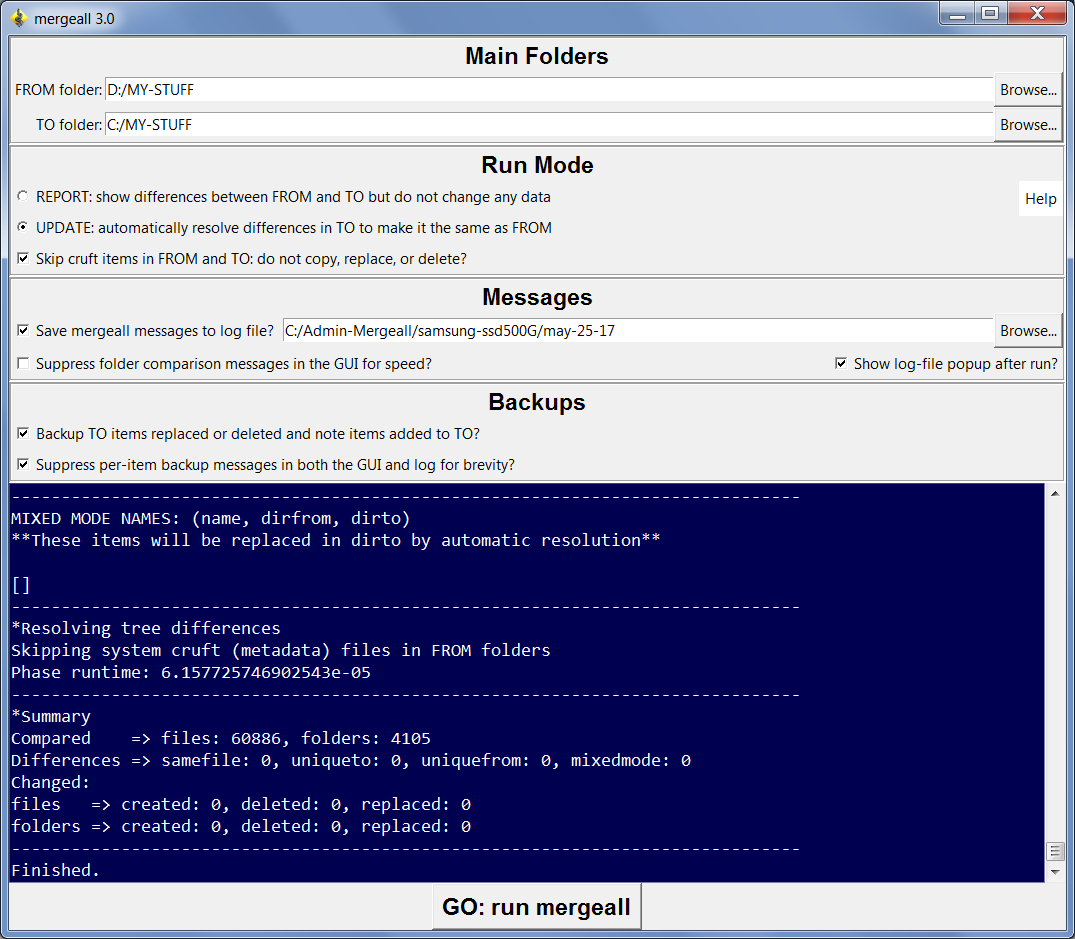 mergeall 3.0
Main Folders
FROM folder: D:/MY-STUFF Browse...
TO folder: C:/MY-STUFF Browse...
Run Mode
REPORT: show differences between FROM and TO but do not change any data
Help
UPDATE: automatically resolve differences in TO to make it the same as FROM
Skip cruft items in FROM and TO: do not copy, replace, or delete?
Messages
Save mergeall messages to log file? C:/Admin-Mergeall/samsung-ssd500G/may-25-17 Browse...
Suppress folder comparison messages in the GUI for speed? Show log-file popup after run?
Backups
Backup TO items replaced or deleted and note items added to TO?
Suppress per-item backup messages in both the GUI and log for brevity?
-------------------------------------------------------------------------------
MIXED MODE NAMES: (name, dirfrom, dirto)
**These items will be replaced in dirto by automatic resolution**
[]
-------------------------------------------------------------------------------
*Resolving tree differences
Skipping system cruft (metadata) files in FROM folders
Phase runtime: 6.157725746902543e-05
-------------------------------------------------------------------------------
*Summary
Compared    => files: 60886, folders: 4105
Differences => samefile: 0, uniqueto: 0, uniquefrom: 0, mixedmode: 0
Changed:
files   => created: 0, deleted: 0, replaced: 0
folders => created: 0, deleted: 0, replaced: 0
-------------------------------------------------------------------------------
Finished.
GO: run mergeall